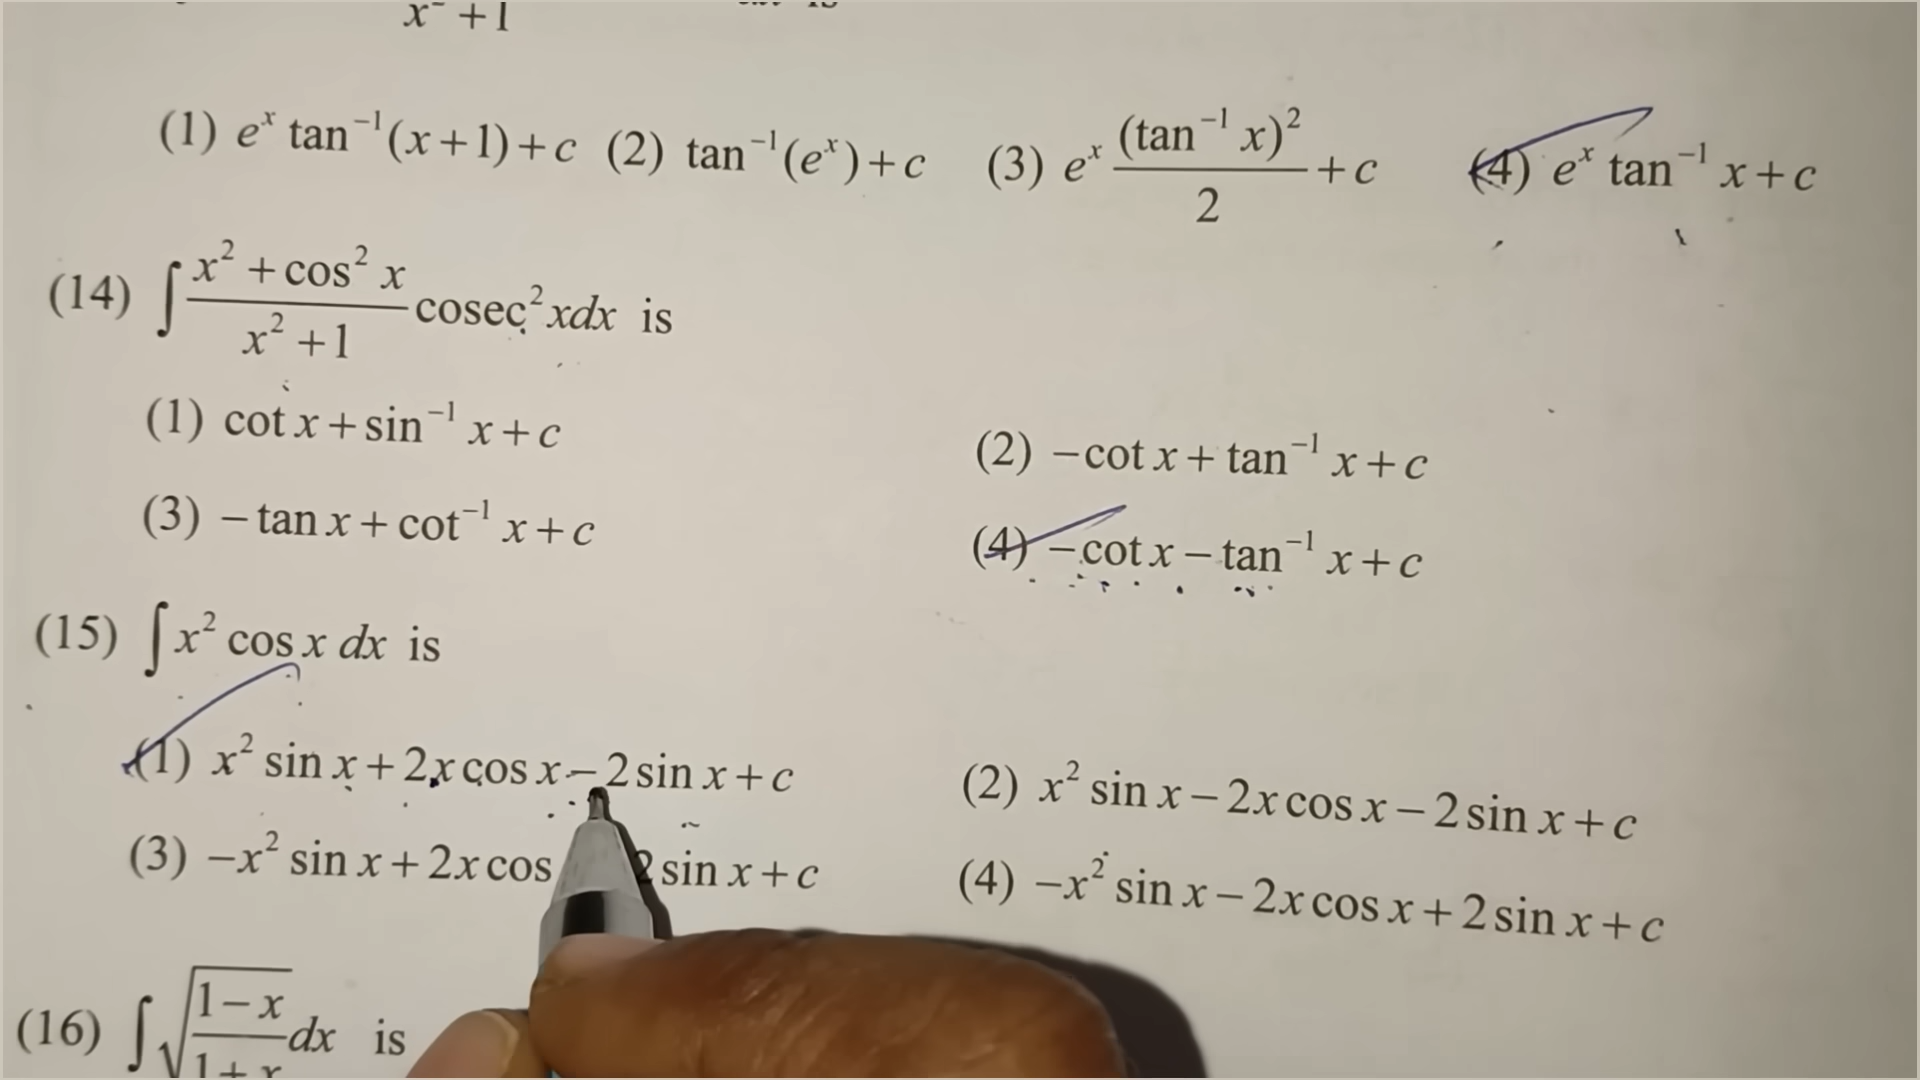 x² + 1
(1) eˣ tan⁻¹(x+1)+c (2) tan⁻¹(eˣ)+c (3) eˣ (tan⁻¹ x)²/2 + c (4) eˣ tan⁻¹ x+c
(14) ∫ (x² + cos² x)/(x² + 1) cosec² xdx is
(1) cot x + sin⁻¹ x + c
(2) −cot x + tan⁻¹ x + c
(3) − tan x + cot⁻¹ x + c
(4) −cot x − tan⁻¹ x + c
(15) ∫ x² cos x dx is
(1) x² sin x + 2x cos x − 2 sin x + c
(2) x² sin x − 2x cos x − 2 sin x + c
(3) −x² sin x + 2x cos 2 sin x + c
(4) −x² sin x − 2x cos x + 2 sin x + c
(16) ∫ √((1−x)/(1+x)) dx is